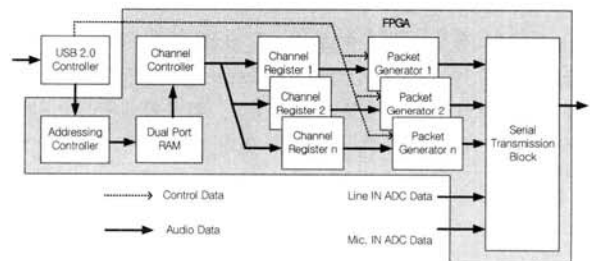 FPGA
USB 2.0
Controller
Channel
Controller
Channel
Register 1
Packet
Generator 1
Channel
Register 2
Packet
Generator 2
Addressing
Controller
Dual Port
RAM
Channel
Register n
Packet
Generator n
Serial
Transmission
Block
Control Data
Line IN ADC Data
Audio Data
Mic. IN ADC Data